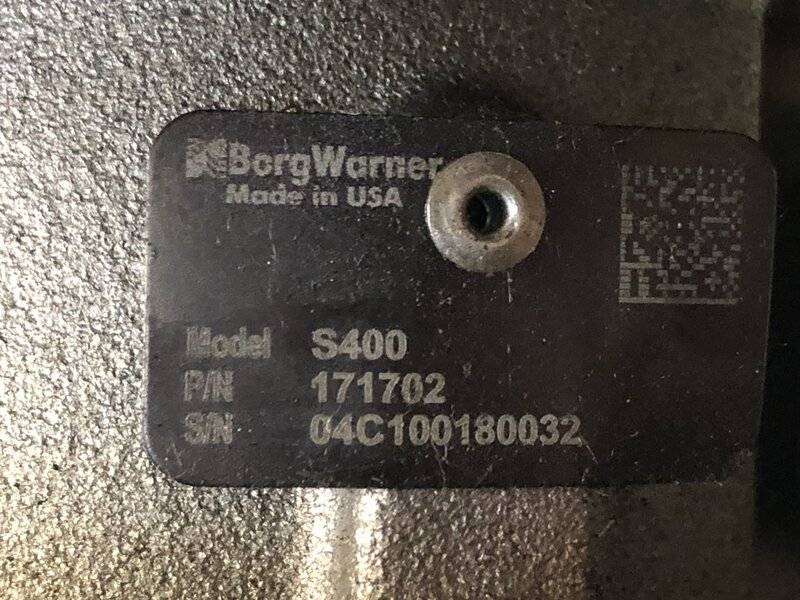 BorgWarner
Made in USA
Model S400
P/N 171702
S/N 04C100180032